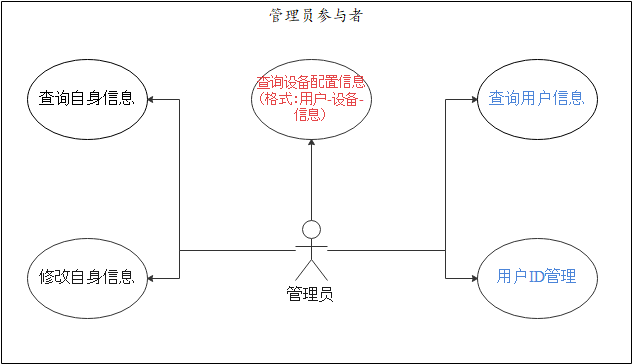 管理员参与者
查询自身信息
查询设备配置信息
(格式:用户-设备-
信息)
查询用户信息
修改自身信息
用户ID管理
管理员